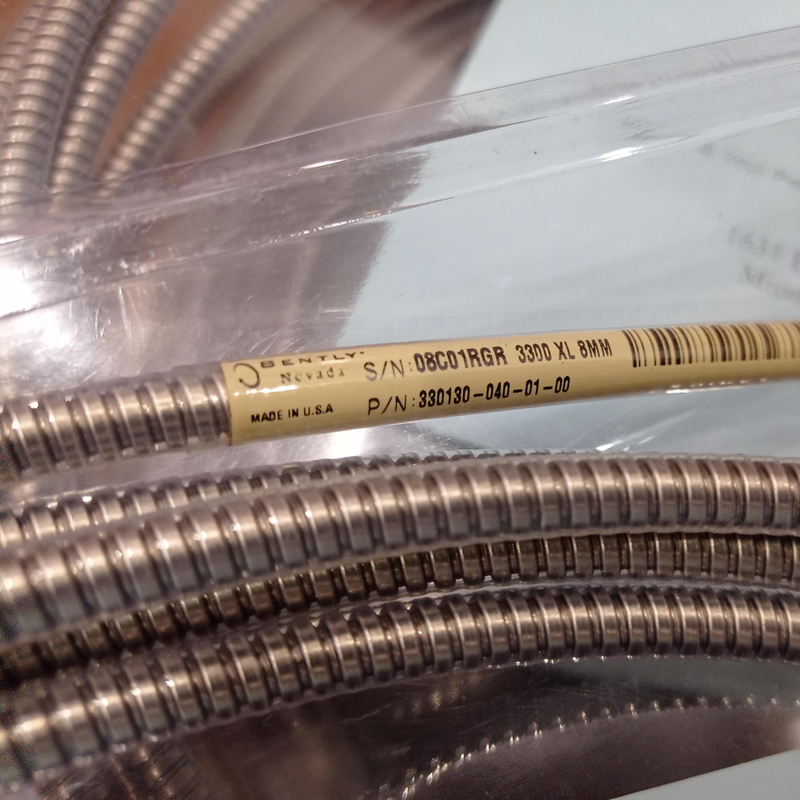 BENTLY
Nevada
MADE IN U.S.A
S/N: 08C01RGR 3300 XL 8MM
P/N: 330130-040-01-00